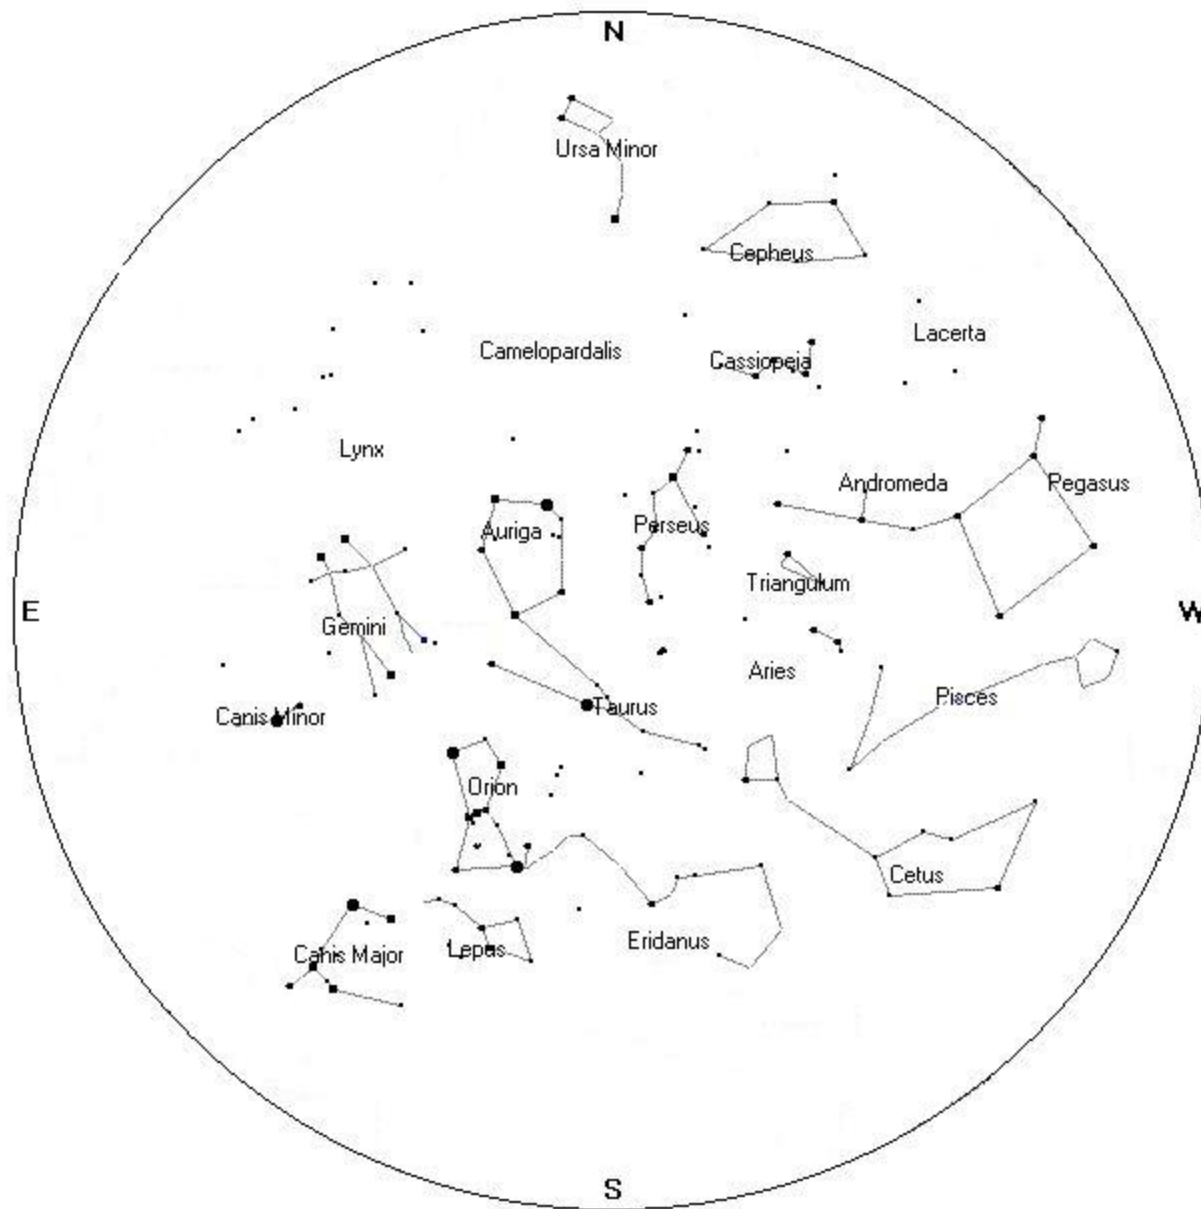 N
Ursa Minor
Cepheus
Lacerta
Camelopardalis
Cassiopeja
Lynx
Andromeda
Pegasus
Auriga
Perseus
Triangulum
E
W
Gemini
Aries
Pisces
Canis Minor
Taurus
Orion
Cetus
Eridanus
Lepus
Canis Major
S